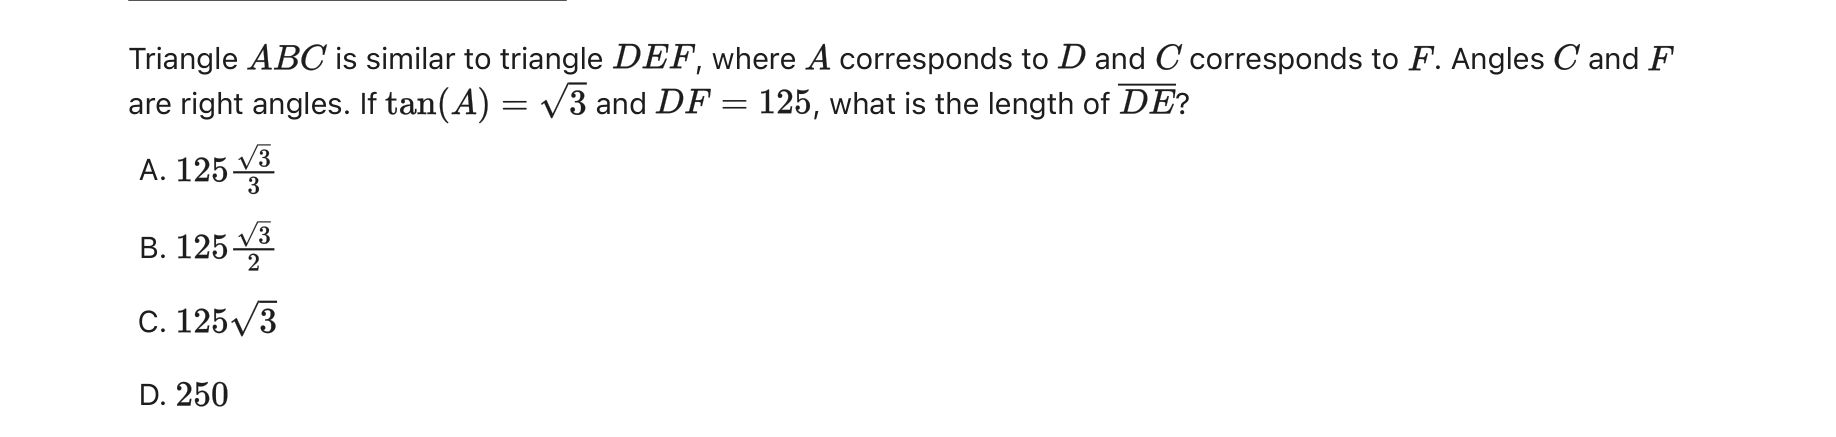 Triangle ABC is similar to triangle DEF, where A corresponds to D and C corresponds to F. Angles C and F
are right angles. If tan(A) = √3 and DF = 125, what is the length of D̅E̅?
A. 125 √3/3
B. 125 √3/2
C. 125√3
D. 250